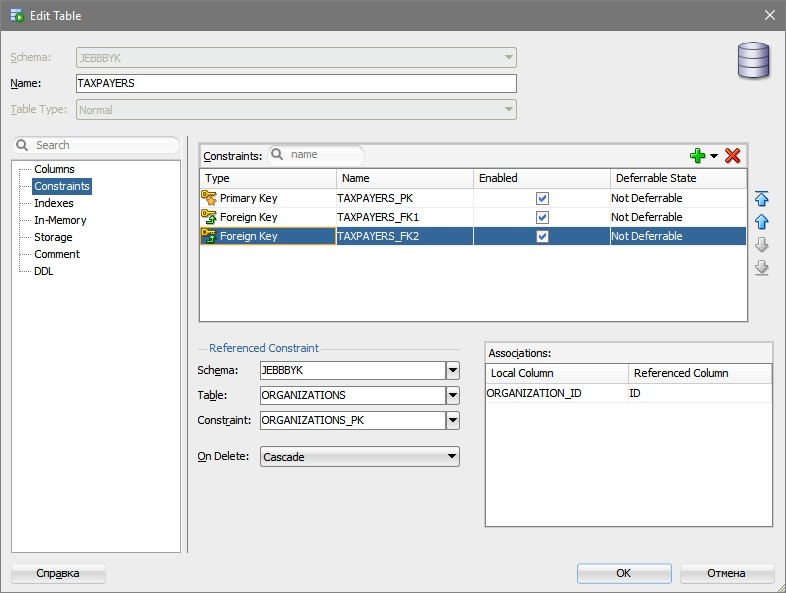 Edit Table
Schema: JEBBBYK
Name: TAXPAYERS
Table Type: Normal
Search
Columns
Constraints
Indexes
In-Memory
Storage
Comment
DDL
Constraints: name
Type Name Enabled Deferrable State
Primary Key TAXPAYERS_PK Not Deferrable
Foreign Key TAXPAYERS_FK1 Not Deferrable
Foreign Key TAXPAYERS_FK2 Not Deferrable
Referenced Constraint
Schema: JEBBBYK
Table: ORGANIZATIONS
Constraint: ORGANIZATIONS_PK
On Delete: Cascade
Associations:
Local Column Referenced Column
ORGANIZATION_ID ID
Справка OK Отмена